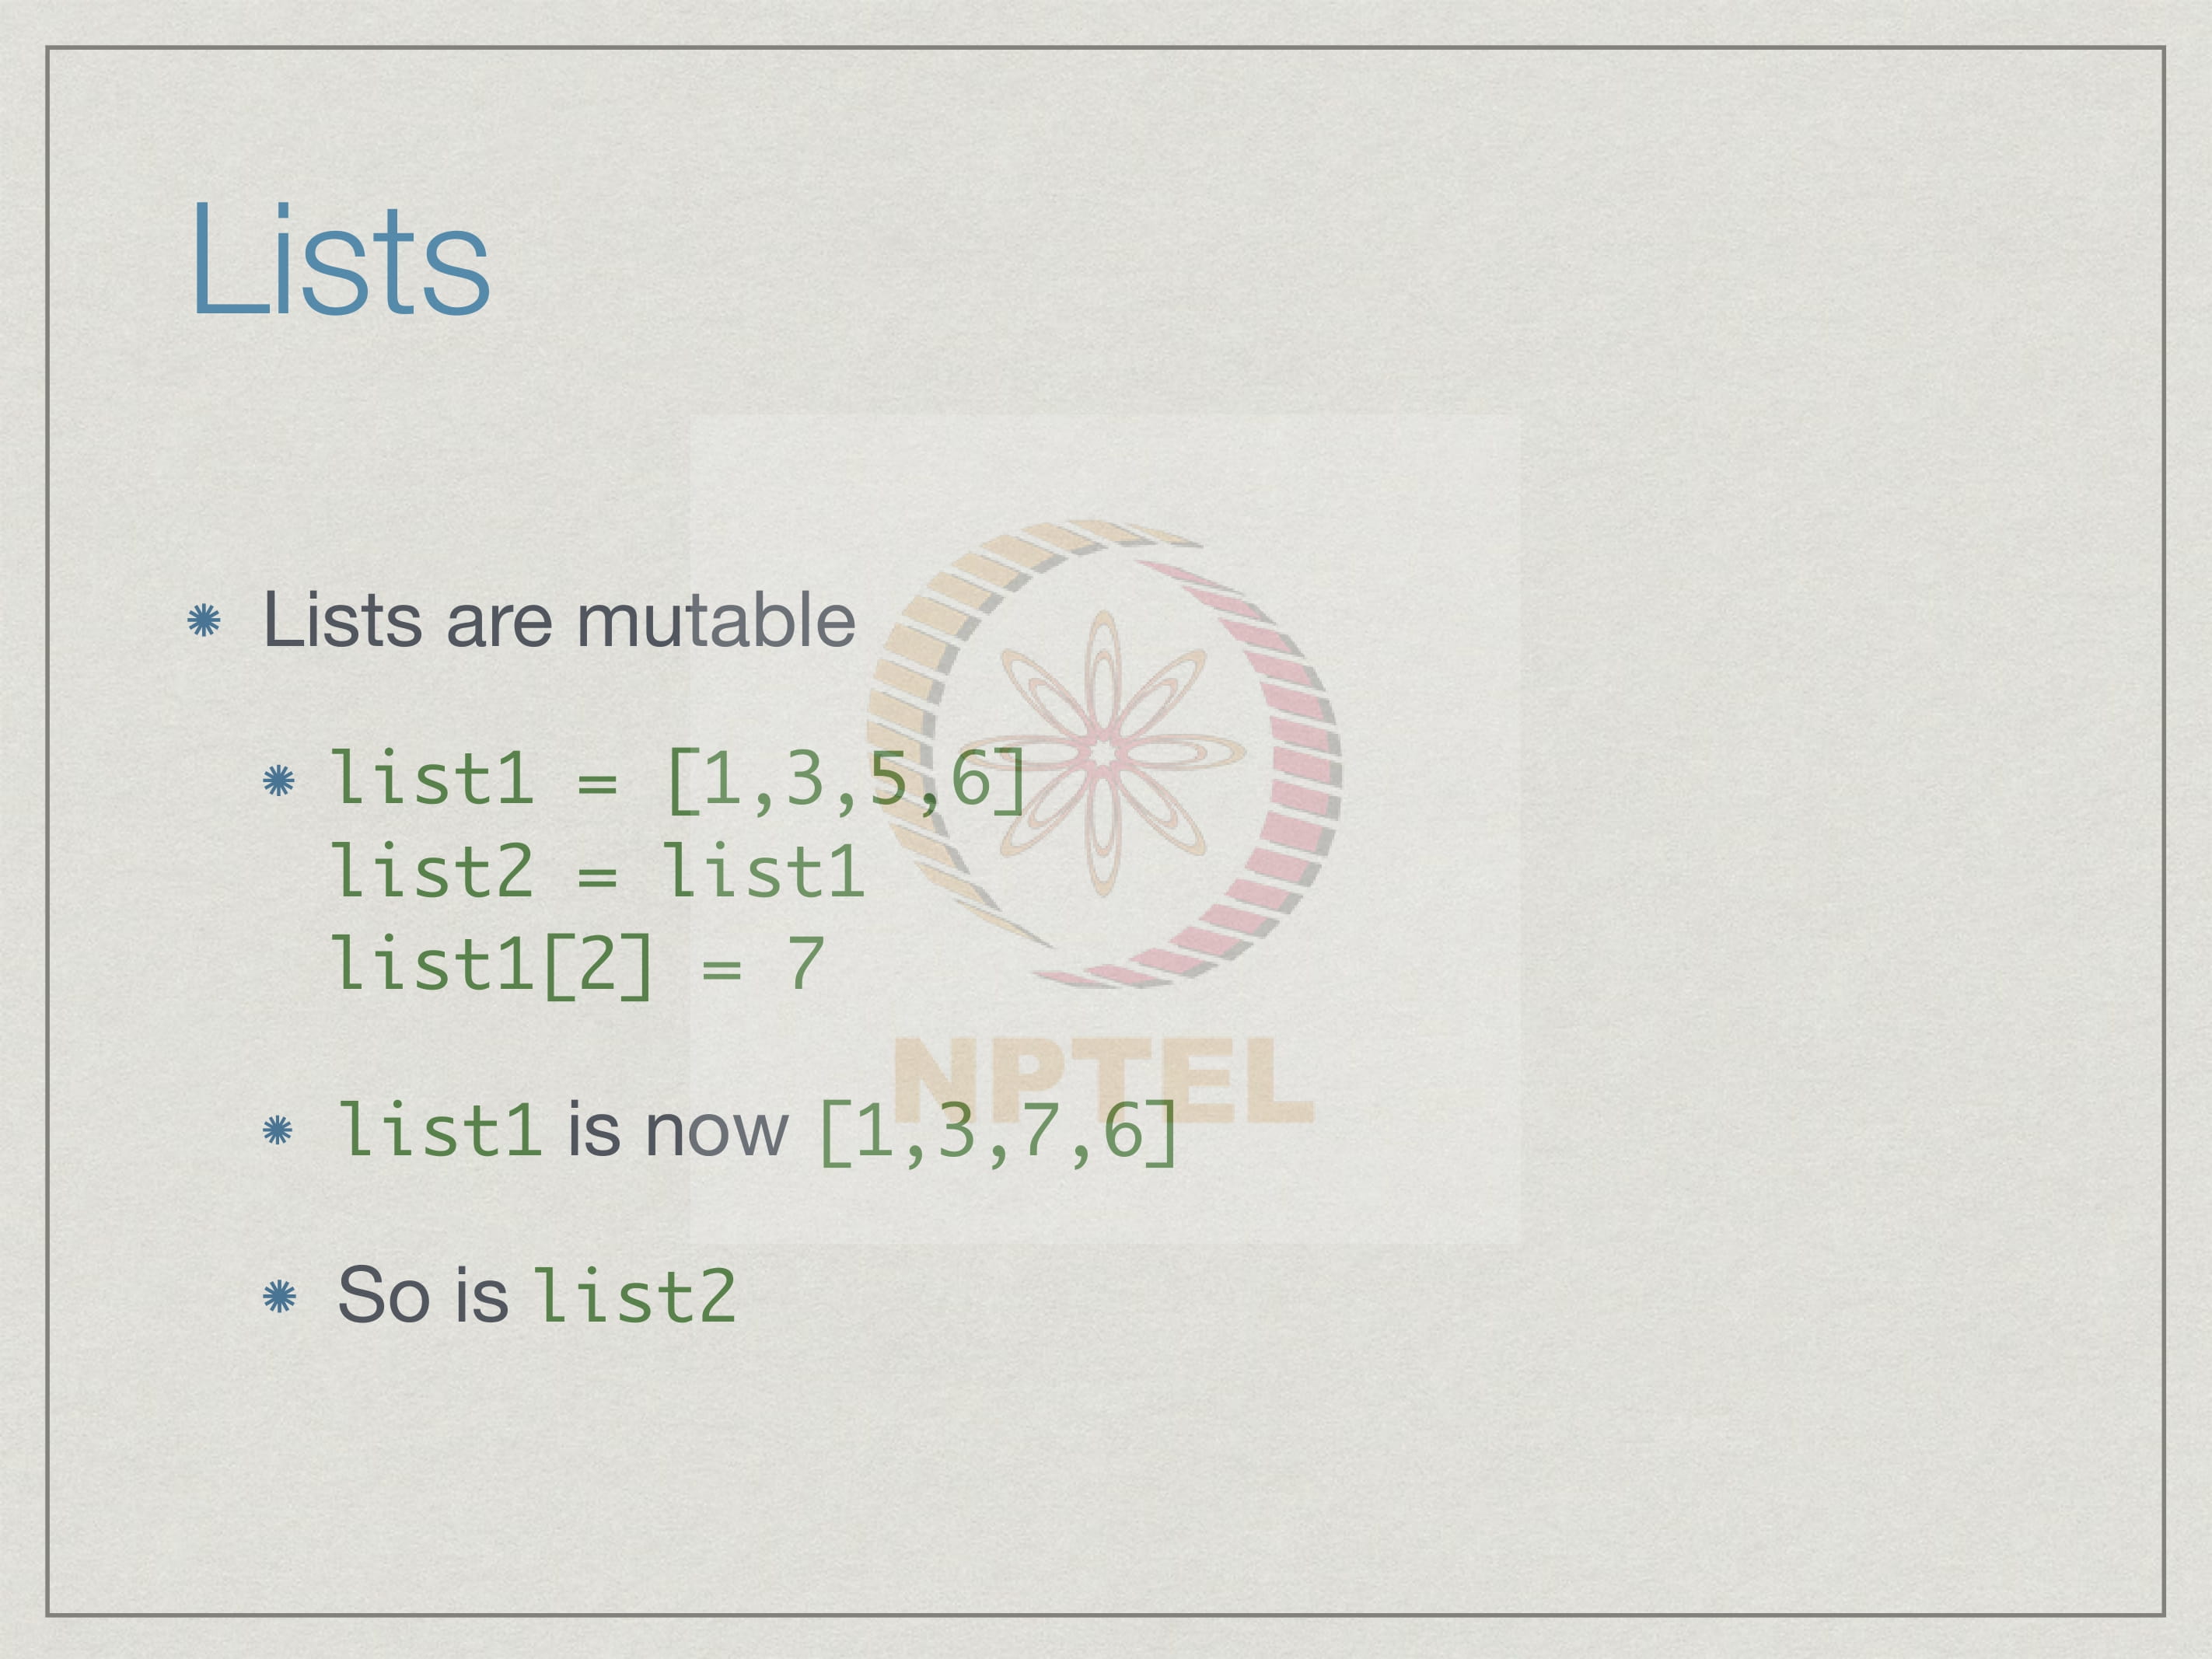 Lists
Lists are mutable
list1 = [1,3,5,6]
list2 = list1
list1[2] = 7
NPTEL
list1 is now [1,3,7,6]
So is list2